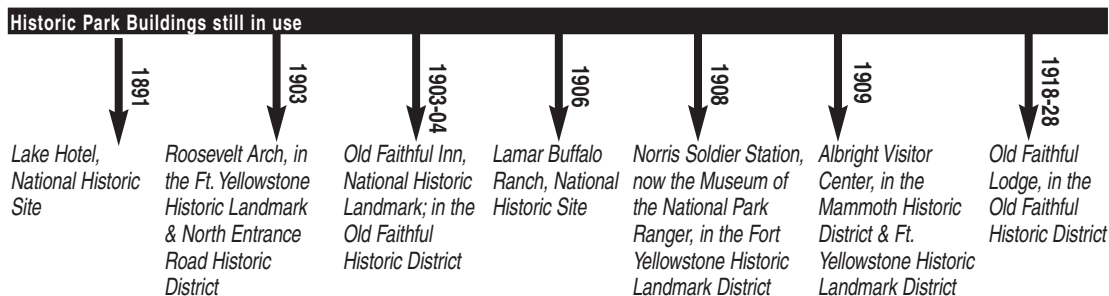 Historic Park Buildings still in use
1891
Lake Hotel,
National Historic
Site
1903
Roosevelt Arch, in
the Ft. Yellowstone
Historic Landmark
& North Entrance
Road Historic
District
1903-04
Old Faithful Inn,
National Historic
Landmark; in the
Old Faithful
Historic District
1906
Lamar Buffalo
Ranch, National
Historic Site
1908
Norris Soldier Station,
now the Museum of
the National Park
Ranger, in the Fort
Yellowstone Historic
Landmark District
1909
Albright Visitor
Center, in the
Mammoth Historic
District & Ft.
Yellowstone Historic
Landmark District
1918-28
Old Faithful
Lodge, in the
Old Faithful
Historic District